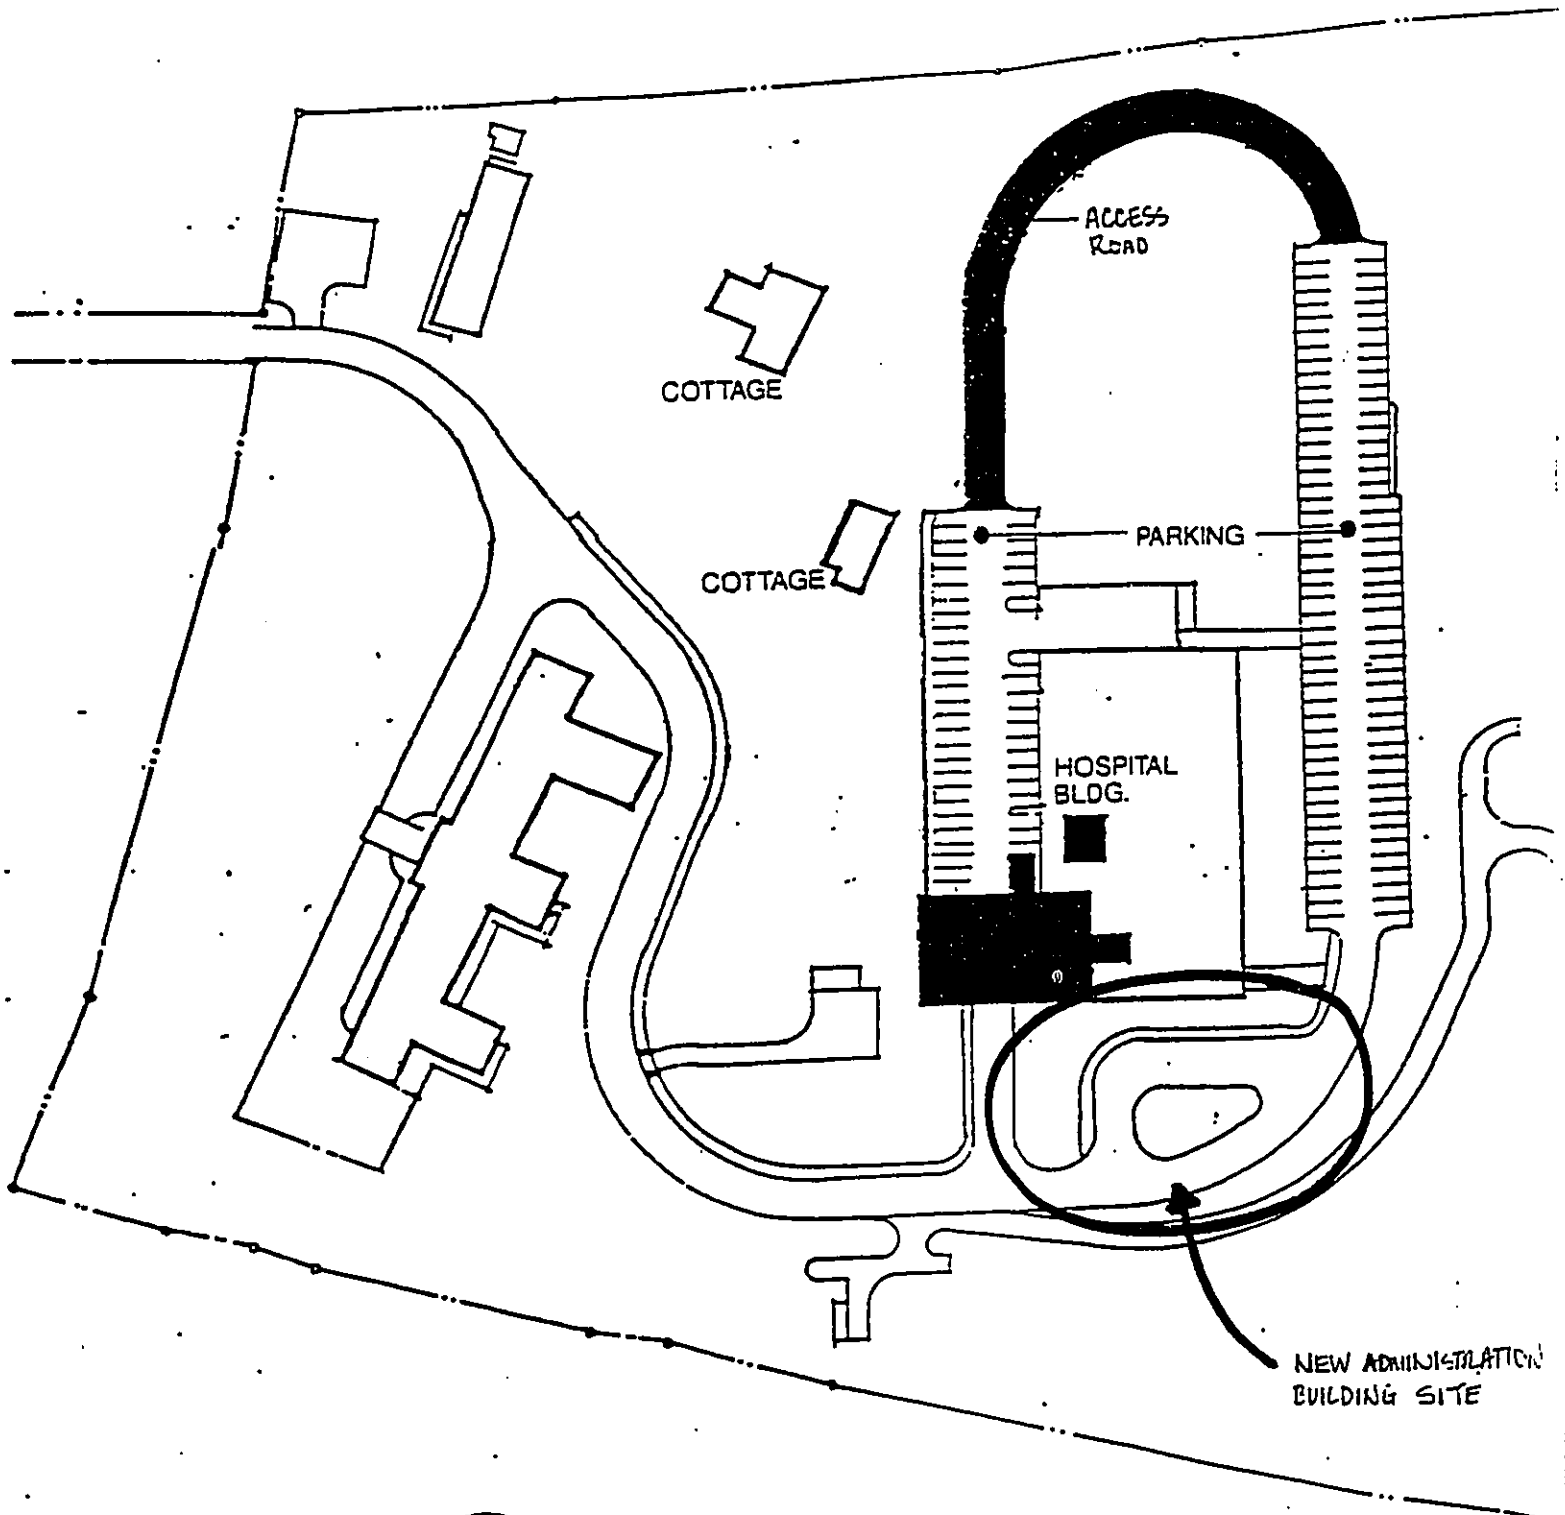 ACCESS
ROAD
COTTAGE
PARKING
COTTAGE
HOSPITAL
BLDG.
NEW ADMINISTRATION
BUILDING SITE